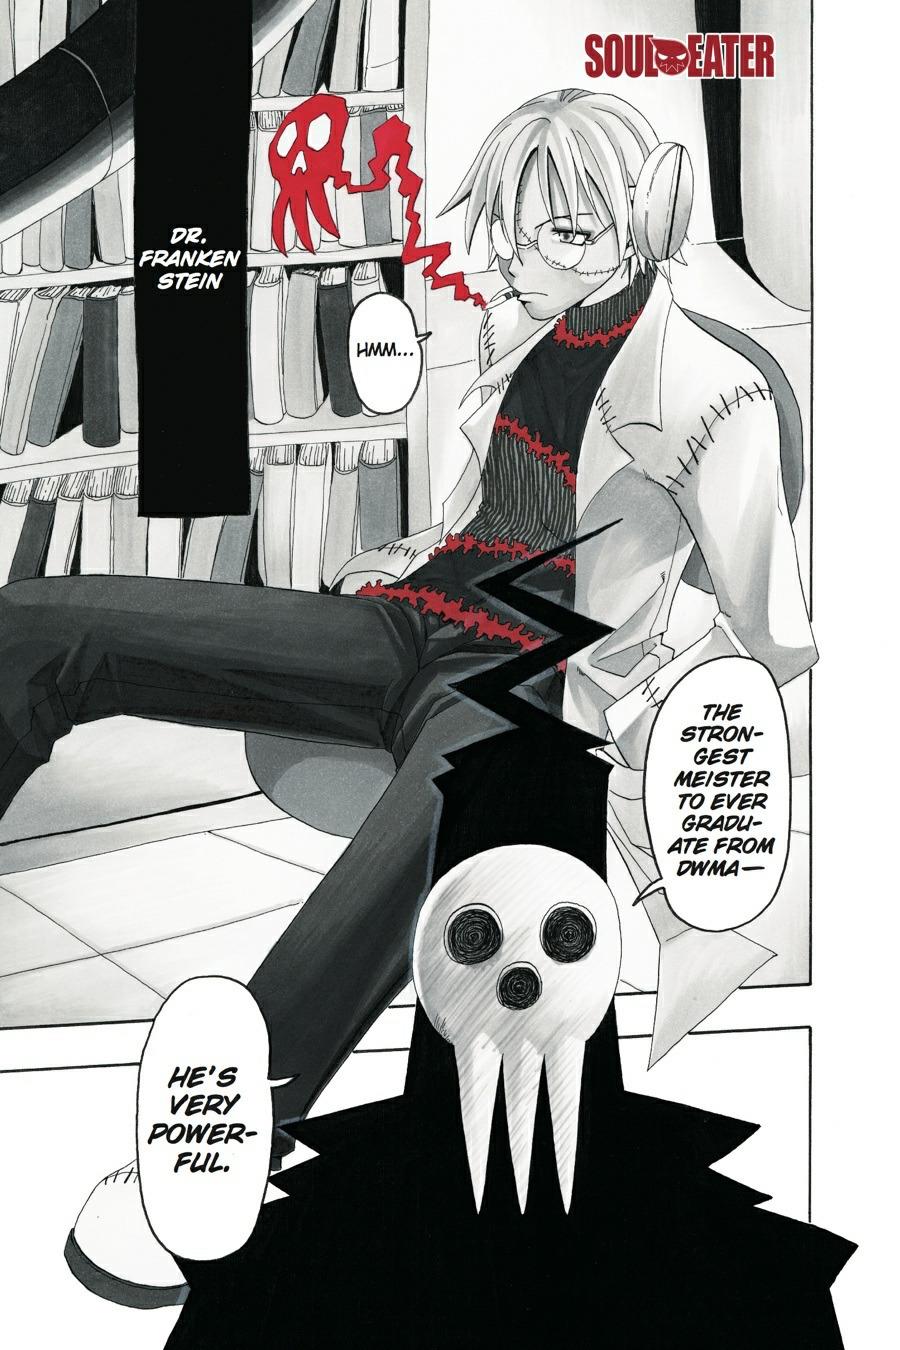 SOUL EATER
DR.
FRANKEN
STEIN
HMM...
THE
STRON-
GEST
MEISTER
TO EVER
GRADU-
ATE FROM
DWMA—
HE'S
VERY
POWER-
FUL.